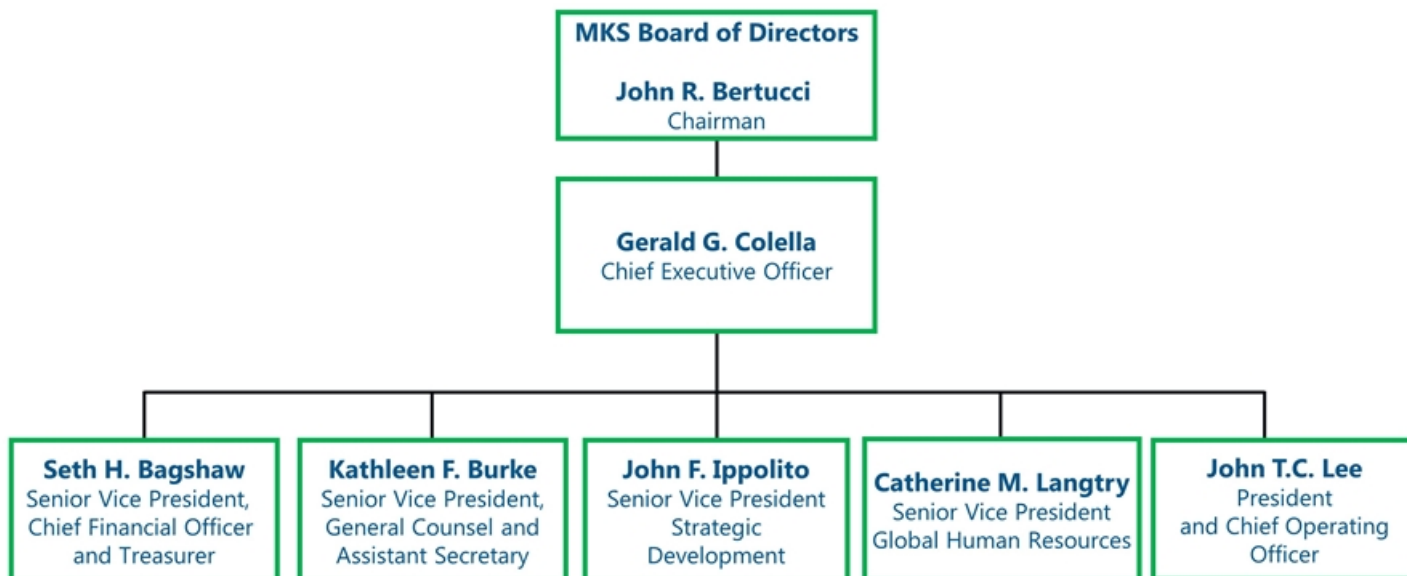 MKS Board of Directors
John R. Bertucci
Chairman
Gerald G. Colella
Chief Executive Officer
Seth H. Bagshaw
Senior Vice President,
Chief Financial Officer
and Treasurer
Kathleen F. Burke
Senior Vice President,
General Counsel and
Assistant Secretary
John F. Ippolito
Senior Vice President
Strategic
Development
Catherine M. Langtry
Senior Vice President
Global Human Resources
John T.C. Lee
President
and Chief Operating
Officer